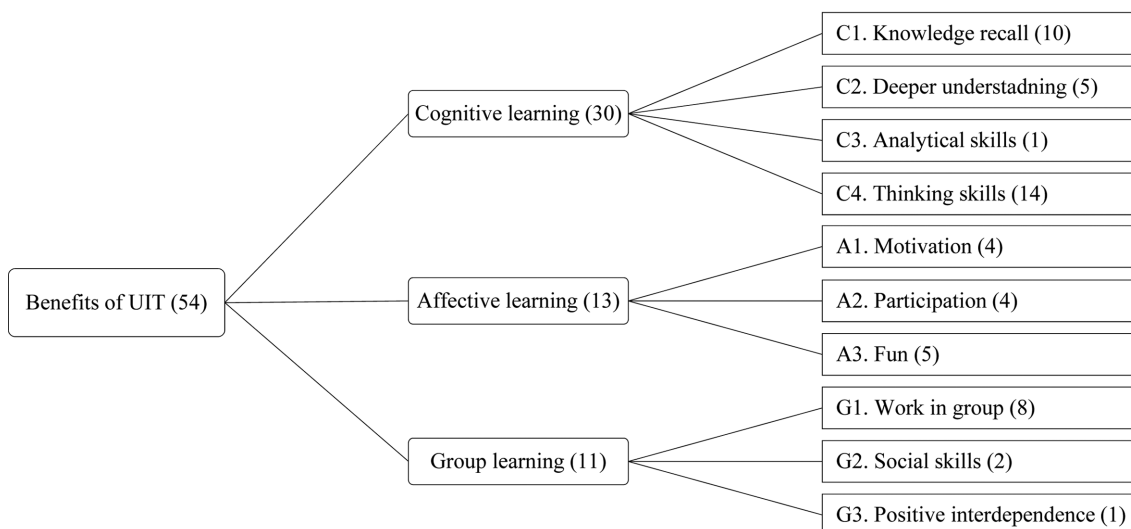 Benefits of UIT (54)
Cognitive learning (30)
C1. Knowledge recall (10)
C2. Deeper understadning (5)
C3. Analytical skills (1)
C4. Thinking skills (14)
Affective learning (13)
A1. Motivation (4)
A2. Participation (4)
A3. Fun (5)
Group learning (11)
G1. Work in group (8)
G2. Social skills (2)
G3. Positive interdependence (1)